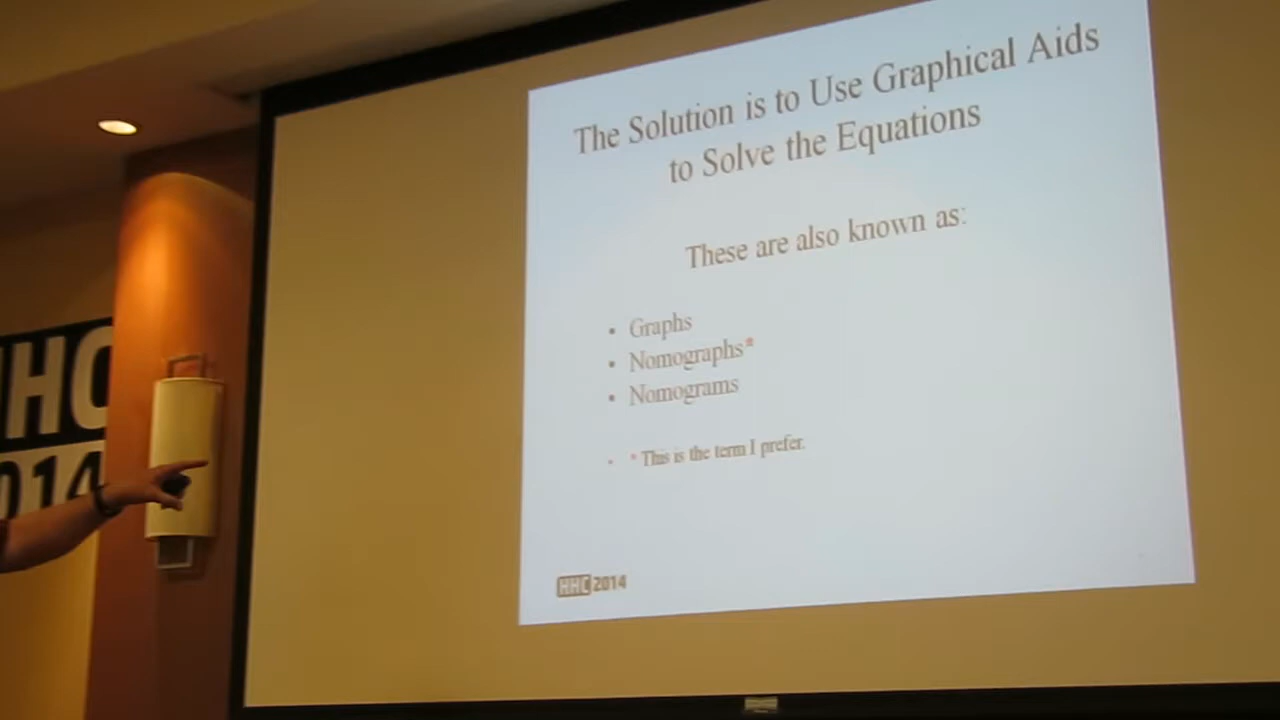 The Solution is to Use Graphical Aids
to Solve the Equations
These are also known as:
• Graphs
• Nomographs*
• Nomograms
• * This is the term I prefer.
HHC 2014
HHC
2014